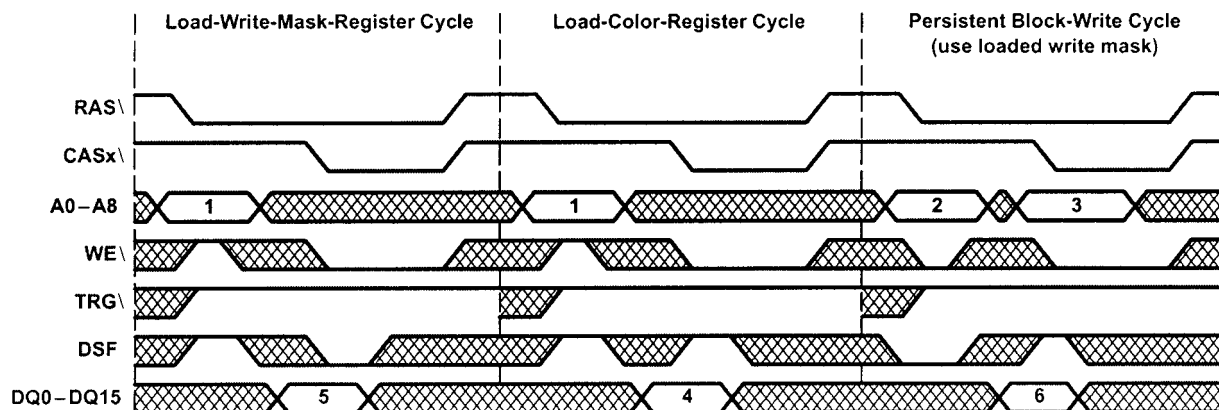 Load-Write-Mask-Register Cycle
Load-Color-Register Cycle
Persistent Block-Write Cycle
(use loaded write mask)
RAS\
CASx\
A0–A8
1
1
2
3
WE\
TRG\
DSF
DQ0–DQ15
5
4
6